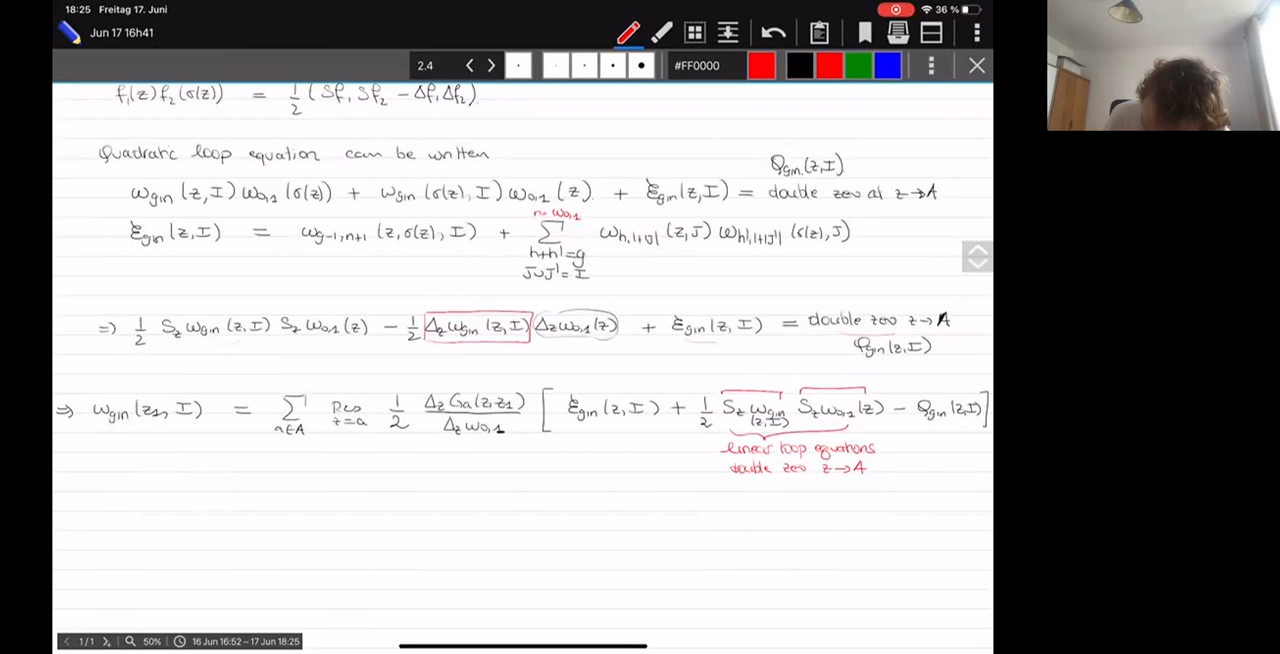 18:25 Freitag 17. Juni 36 %
Jun 17 16h41
2.4 #FF0000
f₁(z) f₂(σ(z)) = 1/2 (Sf₁ Sf₂ − Δf₁ Δf₂)
Quadratic loop equation can be written
Q_{g,n}(z,I)
ω_{g,n}(z,I) ω_{0,1}(σ(z)) + ω_{g,n}(σ(z),I) ω_{0,1}(z) + ℰ_{g,n}(z,I) = double zero at z→A
no ω_{0,1}
ℰ_{g,n}(z,I) = ω_{g-1,n+1}(z,σ(z),I) + Σ ω_{h,1+|J|}(z,J) ω_{h',1+|J'|}(σ(z),J)
h+h'=g
J∪J'=I
⇒ 1/2 S_z ω_{g,n}(z,I) S_z ω_{0,1}(z) − 1/2 Δ_z ω_{g,n}(z,I) Δ_z ω_{0,1}(z) + ℰ_{g,n}(z,I) = double zero z→A
Q_{g,n}(z,I)
⇒ ω_{g,n}(z₁,I) = Σ_{a∈A} Res_{z=a} 1/2 Δ_z G_a(z,z₁)/Δ_z ω_{0,1} [ℰ_{g,n}(z,I) + 1/2 S_z ω_{g,n}(z,I) S_z ω_{0,1}(z) − Q_{g,n}(z,I)]
linear loop equations
double zero z→A
1/1 50% 16 Jun 16:52 – 17 Jun 18:25